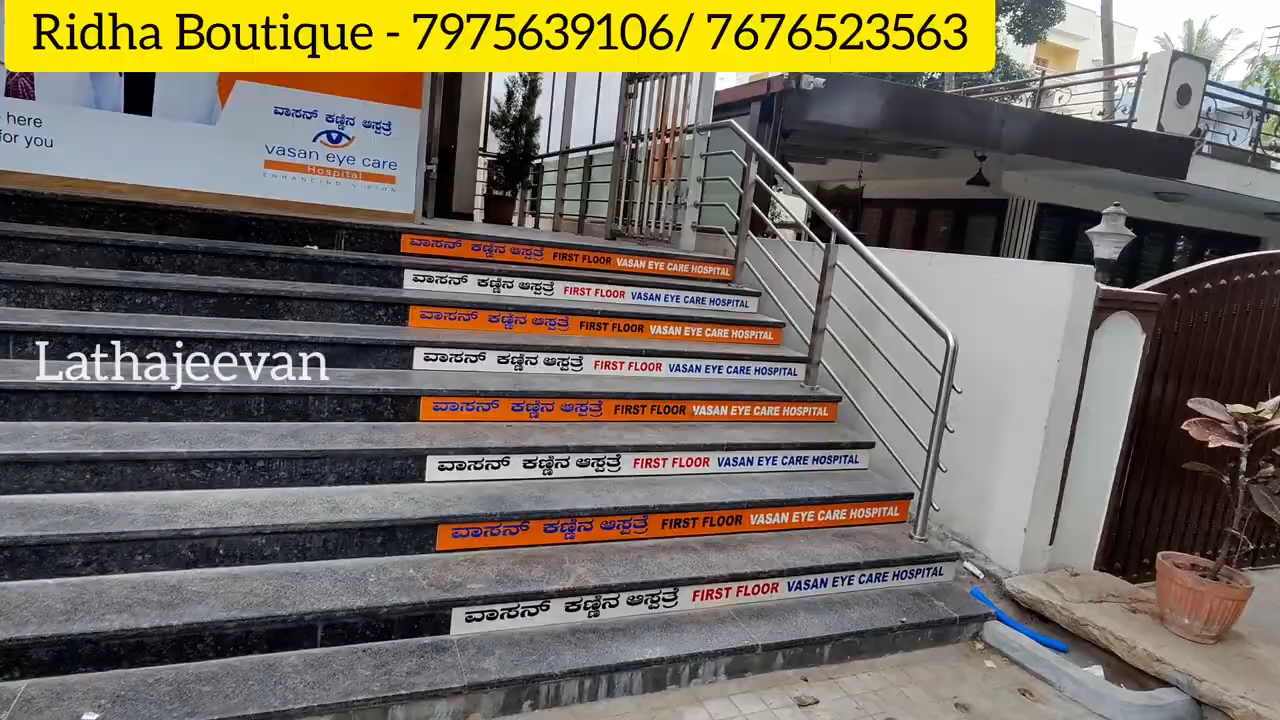 Ridha Boutique - 7975639106/ 7676523563
here
for you
ವಾಸನ್ ಕಣ್ಣಿನ ಆಸ್ಪತ್ರೆ
vasan eye care
Hospital
ENHANCING VISION
ವಾಸನ್ ಕಣ್ಣಿನ ಆಸ್ಪತ್ರೆ FIRST FLOOR VASAN EYE CARE HOSPITAL
ವಾಸನ್ ಕಣ್ಣಿನ ಆಸ್ಪತ್ರೆ FIRST FLOOR VASAN EYE CARE HOSPITAL
ವಾಸನ್ ಕಣ್ಣಿನ ಆಸ್ಪತ್ರೆ FIRST FLOOR VASAN EYE CARE HOSPITAL
ವಾಸನ್ ಕಣ್ಣಿನ ಆಸ್ಪತ್ರೆ FIRST FLOOR VASAN EYE CARE HOSPITAL
Lathajeevan
ವಾಸನ್ ಕಣ್ಣಿನ ಆಸ್ಪತ್ರೆ FIRST FLOOR VASAN EYE CARE HOSPITAL
ವಾಸನ್ ಕಣ್ಣಿನ ಆಸ್ಪತ್ರೆ FIRST FLOOR VASAN EYE CARE HOSPITAL
ವಾಸನ್ ಕಣ್ಣಿನ ಆಸ್ಪತ್ರೆ FIRST FLOOR VASAN EYE CARE HOSPITAL
ವಾಸನ್ ಕಣ್ಣಿನ ಆಸ್ಪತ್ರೆ FIRST FLOOR VASAN EYE CARE HOSPITAL